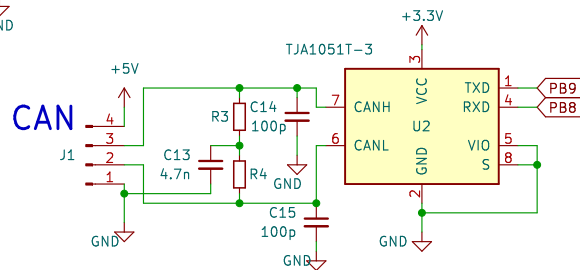 ND
+3.3V
TJA1051T-3
3
+5V
VCC
TXD
1
PB9
CAN
R3
C14
100p
7
CANH
RXD
4
PB8
4
3
U2
J1
2
C13
4.7n
6
CANL
VIO
5
1
R4
GND
GND
S
8
C15
100p
2
GND
GND
GND